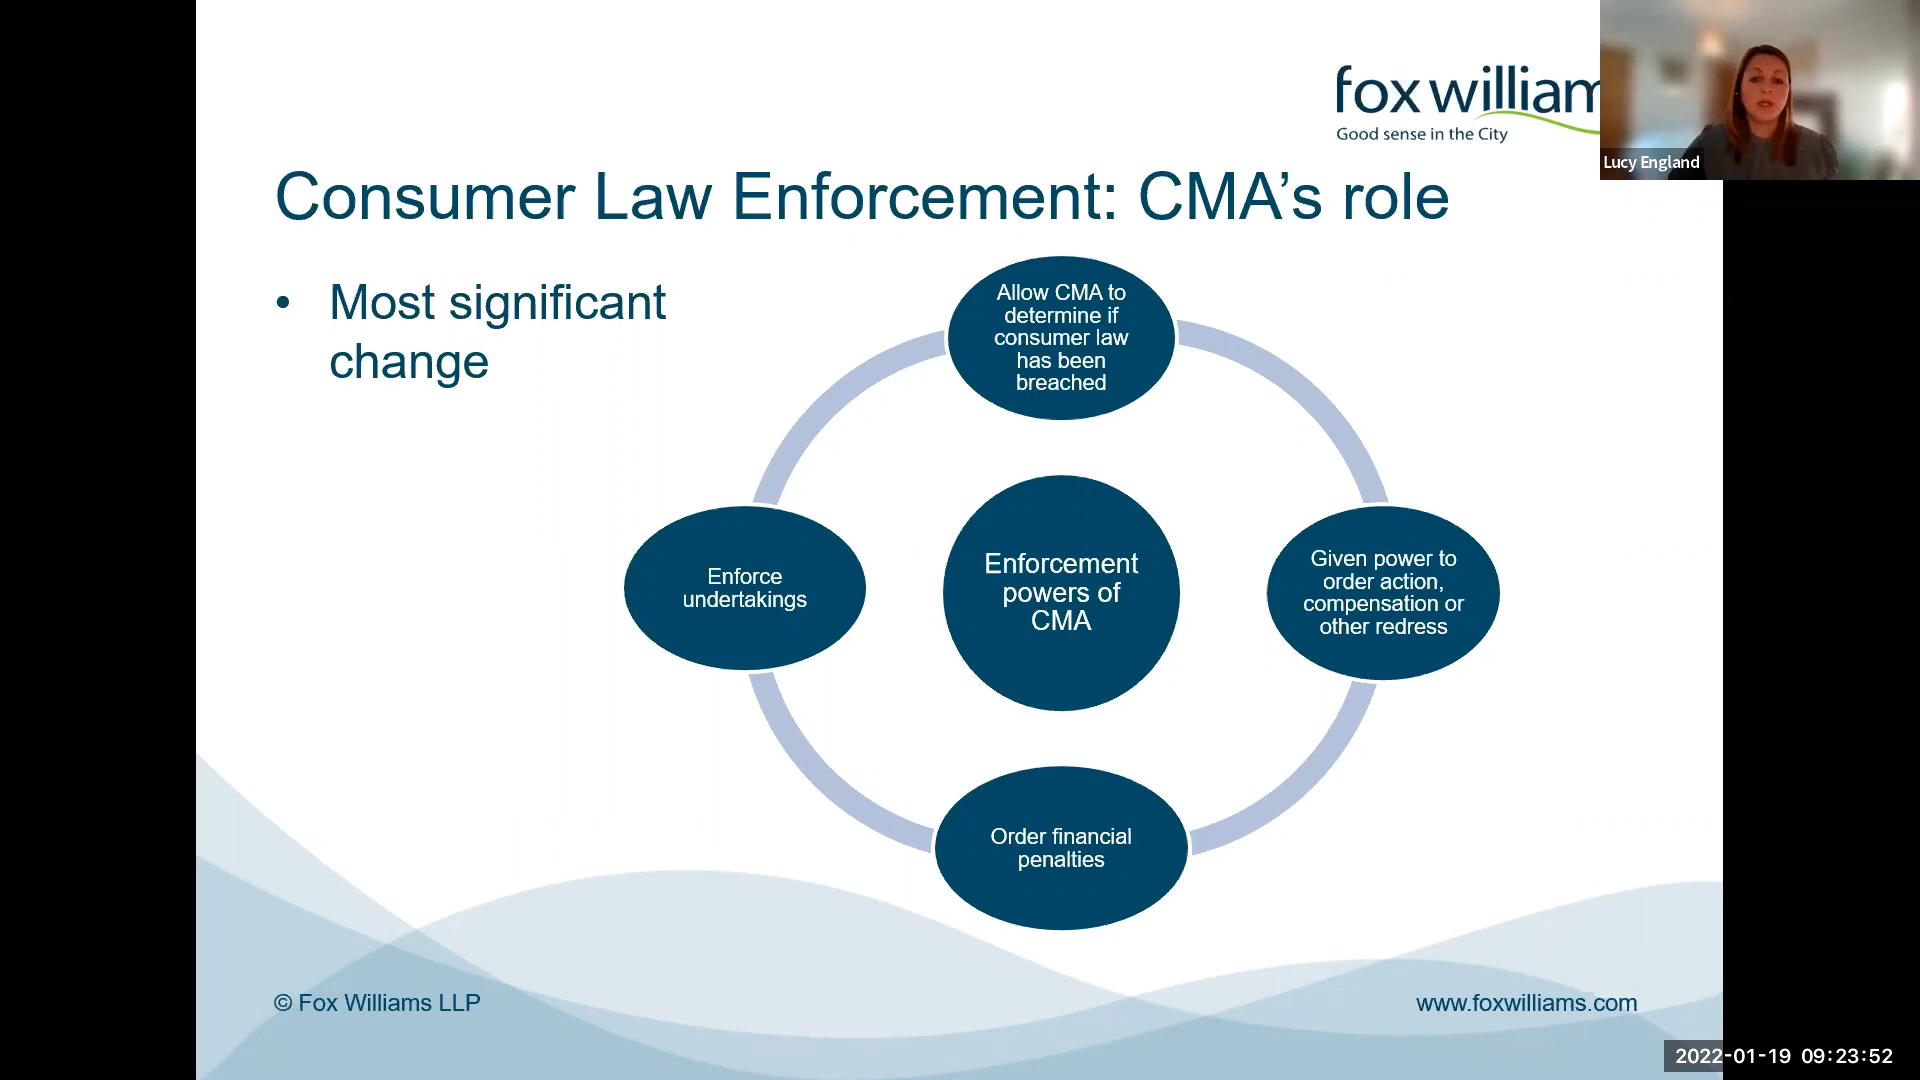 fox william
Good sense in the City
Lucy England
Consumer Law Enforcement: CMA’s role
• Most significant
change
Allow CMA to
determine if
consumer law
has been
breached
Enforce
undertakings
Enforcement
powers of
CMA
Given power to
order action,
compensation or
other redress
Order financial
penalties
© Fox Williams LLP
www.foxwilliams.com
2022-01-19 09:23:52